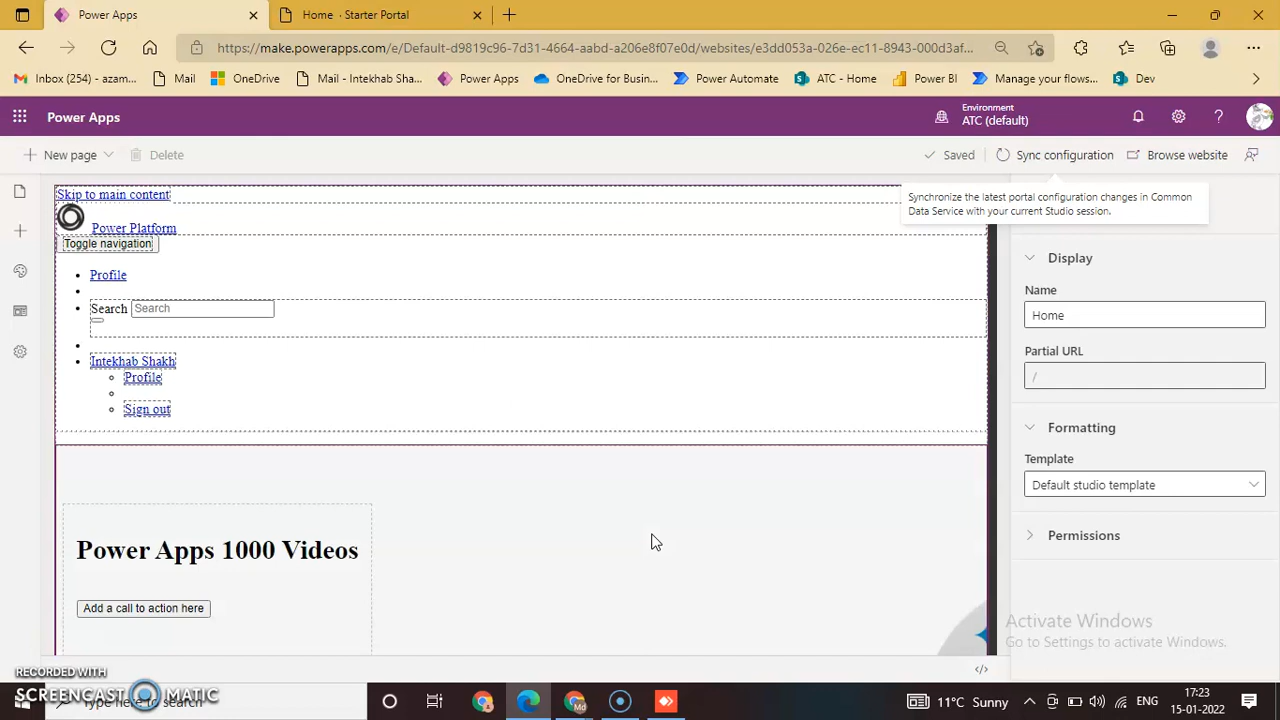 Power Apps
Home · Starter Portal
https://make.powerapps.com/e/Default-d9819c96-7d31-4664-aabd-a206e8f07e0d/websites/e3dd053a-026e-ec11-8943-000d3af...
Inbox (254) - azam...
Mail
OneDrive
Mail - Intekhab Sha...
Power Apps
OneDrive for Busin...
Power Automate
ATC - Home
Power BI
Manage your flows...
Dev
Power Apps
Environment
ATC (default)
New page
Delete
Saved
Sync configuration
Browse website
Synchronize the latest portal configuration changes in Common
Data Service with your current Studio session.
Skip to main content
Power Platform
Toggle navigation
Profile
Search Search
Intekhab Shakh
Profile
Sign out
Power Apps 1000 Videos
Add a call to action here
Display
Name
Home
Partial URL
/
Formatting
Template
Default studio template
Permissions
Activate Windows
Go to Settings to activate Windows.
</>
RECORDED WITH
SCREENCAST MATIC
Type here to search
11°C Sunny
ENG
17:23
15-01-2022